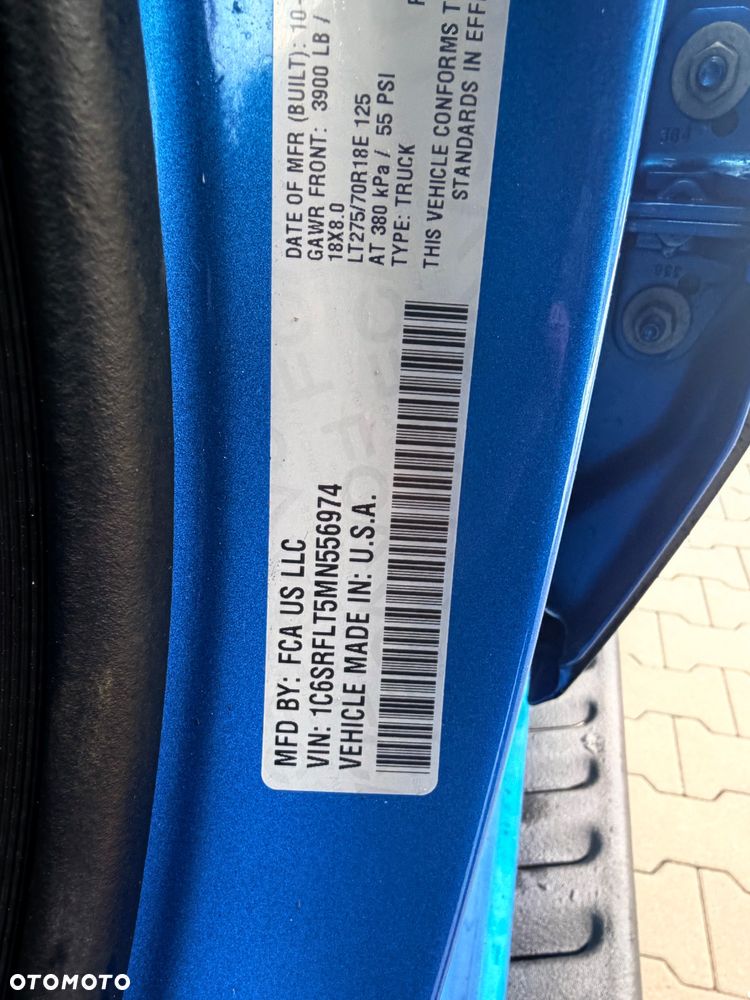 MFD BY: FCA US LLC
DATE OF MFR (BUILT): 10-
VIN: 1C6SRFLT5MN556974
GAWR FRONT: 3900 LB /
VEHICLE MADE IN: U.S.A.
18X8.0
LT275/70R18E 125
AT 380 kPa / 55 PSI
TYPE: TRUCK
THIS VEHICLE CONFORMS T
STANDARDS IN EFF
OTOMOTO